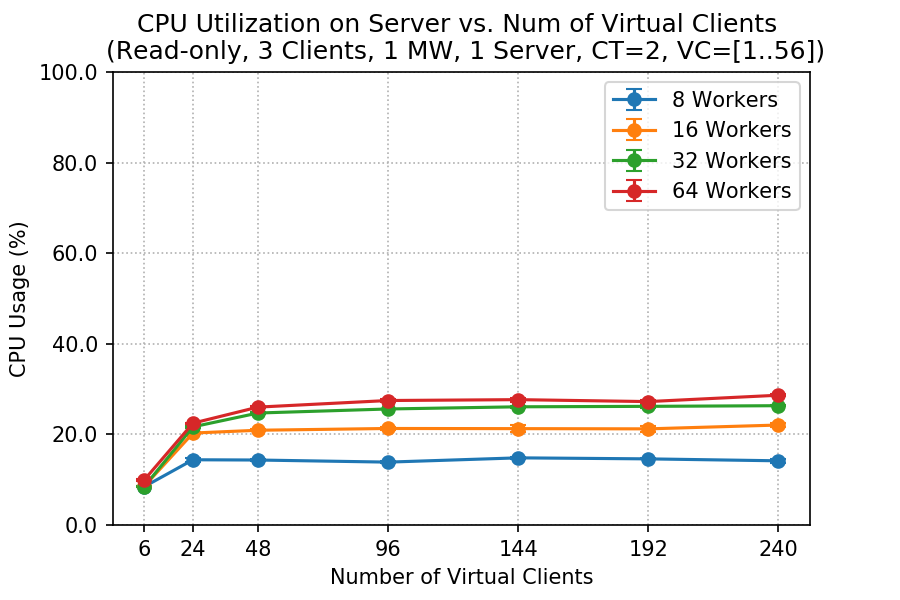 CPU Utilization on Server vs. Num of Virtual Clients
(Read-only, 3 Clients, 1 MW, 1 Server, CT=2, VC=[1..56])
100.0
80.0
60.0
40.0
20.0
0.0
CPU Usage (%)
8 Workers
16 Workers
32 Workers
64 Workers
6 24 48 96 144 192 240
Number of Virtual Clients